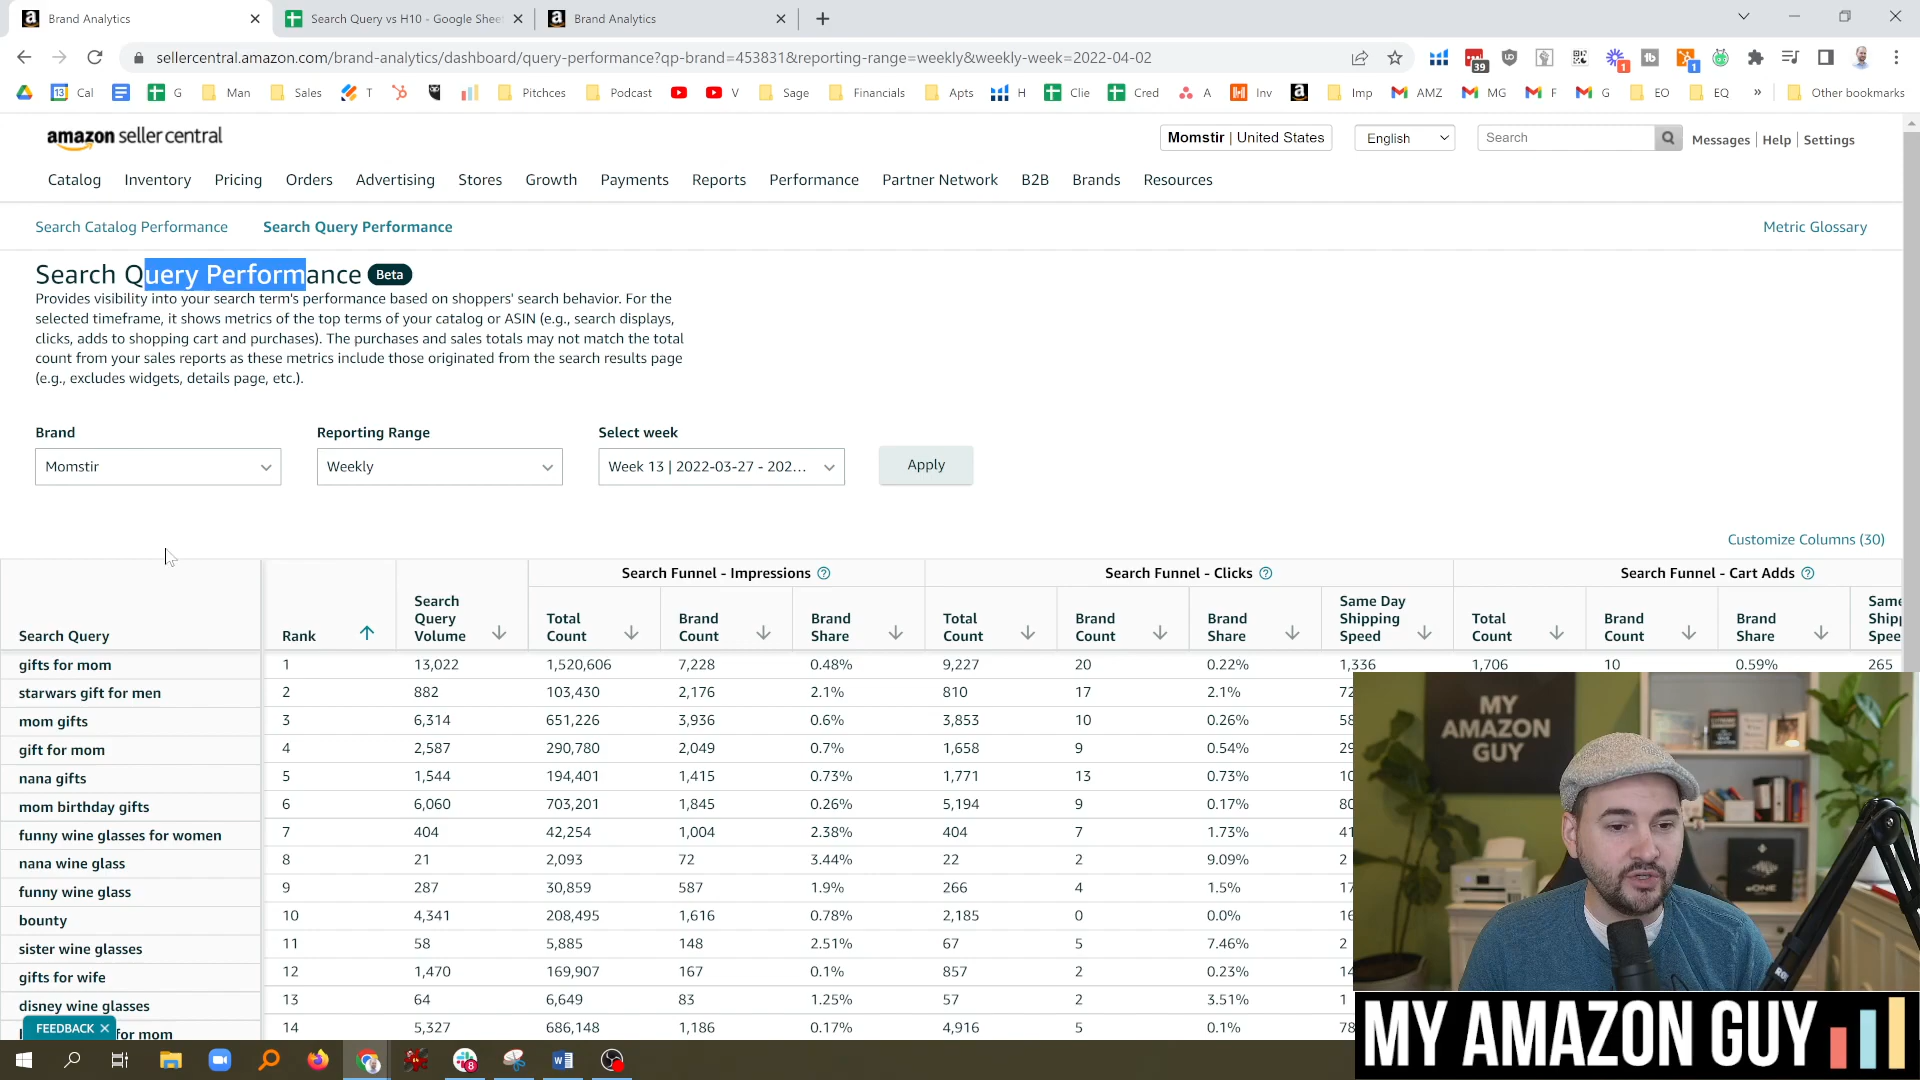 Brand Analytics
Search Query vs H10 - Google Shee
Brand Analytics
sellercentral.amazon.com/brand-analytics/dashboard/query-performance?qp-brand=453831&reporting-range=weekly&weekly-week=2022-04-02
39
1
1
Cal
G
Man
Sales
T
Pitchces
Podcast
V
Sage
Financials
Apts
H
Clie
Cred
A
Inv
Imp
AMZ
MG
F
G
EO
EQ
»
Other bookmarks
amazon seller central
Momstir | United States
English
Search
Messages | Help | Settings
Catalog Inventory Pricing Orders Advertising Stores Growth Payments Reports Performance Partner Network B2B Brands Resources
Search Catalog Performance
Search Query Performance
Metric Glossary
Search Query Performance Beta
Provides visibility into your search term's performance based on shoppers' search behavior. For the
selected timeframe, it shows metrics of the top terms of your catalog or ASIN (e.g., search displays,
clicks, adds to shopping cart and purchases). The purchases and sales totals may not match the total
count from your sales reports as these metrics include those originated from the search results page
(e.g., excludes widgets, details page, etc.).
Brand Reporting Range Select week
Momstir Weekly Week 13 | 2022-03-27 - 202... Apply
Customize Columns (30)
Search Funnel - Impressions Search Funnel - Clicks Search Funnel - Cart Adds
Search Query Rank Search Query Volume Total Count Brand Count Brand Share Total Count Brand Count Brand Share Same Day Shipping Speed Total Count Brand Count Brand Share Same Shipp Spee
gifts for mom 1 13,022 1,520,606 7,228 0.48% 9,227 20 0.22% 1,336 1,706 10 0.59% 265
starwars gift for men 2 882 103,430 2,176 2.1% 810 17 2.1% 72
mom gifts 3 6,314 651,226 3,936 0.6% 3,853 10 0.26% 58
gift for mom 4 2,587 290,780 2,049 0.7% 1,658 9 0.54% 29
nana gifts 5 1,544 194,401 1,415 0.73% 1,771 13 0.73% 10
mom birthday gifts 6 6,060 703,201 1,845 0.26% 5,194 9 0.17% 80
funny wine glasses for women 7 404 42,254 1,004 2.38% 404 7 1.73% 41
nana wine glass 8 21 2,093 72 3.44% 22 2 9.09% 2
funny wine glass 9 287 30,859 587 1.9% 266 4 1.5% 17
bounty 10 4,341 208,495 1,616 0.78% 2,185 0 0.0% 16
sister wine glasses 11 58 5,885 148 2.51% 67 5 7.46% 2
gifts for wife 12 1,470 169,907 167 0.1% 857 2 0.23% 14
disney wine glasses 13 64 6,649 83 1.25% 57 2 3.51% 1
for mom 14 5,327 686,148 1,186 0.17% 4,916 5 0.1% 78
FEEDBACK
MY
AMAZON
GUY
MY AMAZON GUY